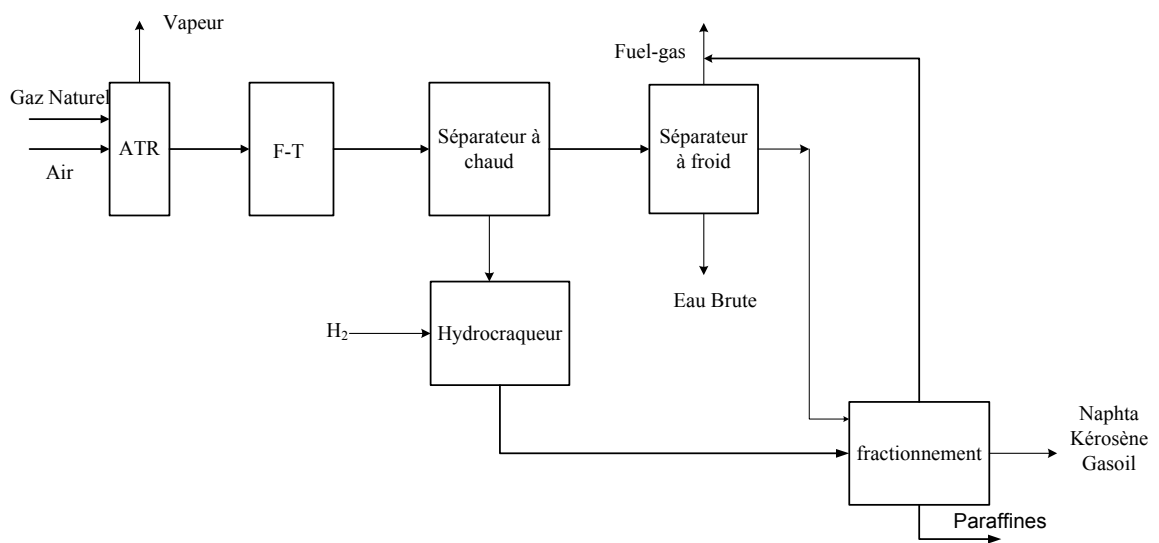 Vapeur
Fuel-gas
Gaz Naturel
Air
ATR
F-T
Séparateur à
chaud
Séparateur
à froid
Eau Brute
H₂
Hydrocraqueur
fractionnement
Naphta
Kérosène
Gasoil
Paraffines